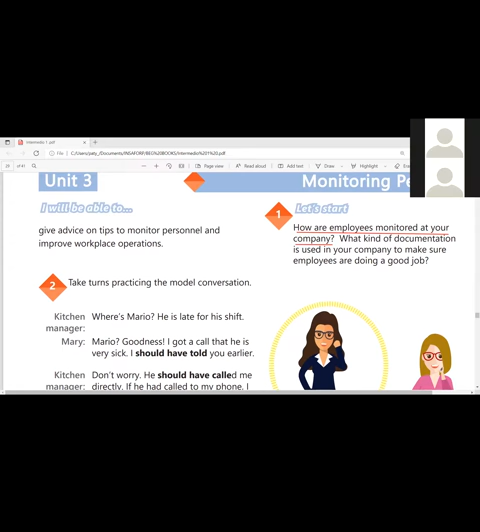 Intermedio 1 .pdf
File
C:/Users/paty_/Documents/INSAFORP/BEO%20BOOKS/Intermedio%201%20.pdf
of 41
Page view
Read aloud
Add text
Draw
Highlight
Unit 3
Monitoring Pe
I will be able to...
give advice on tips to monitor personnel and
improve workplace operations.
1 Let's start
How are employees monitored at your
company? What kind of documentation
is used in your company to make sure
employees are doing a good job?
2 Take turns practicing the model conversation.
Kitchen manager: Where's Mario? He is late for his shift.
Mary: Mario? Goodness! I got a call that he is
very sick. I should have told you earlier.
Kitchen manager: Don't worry. He should have called me
directly. If he had called to my phone, I